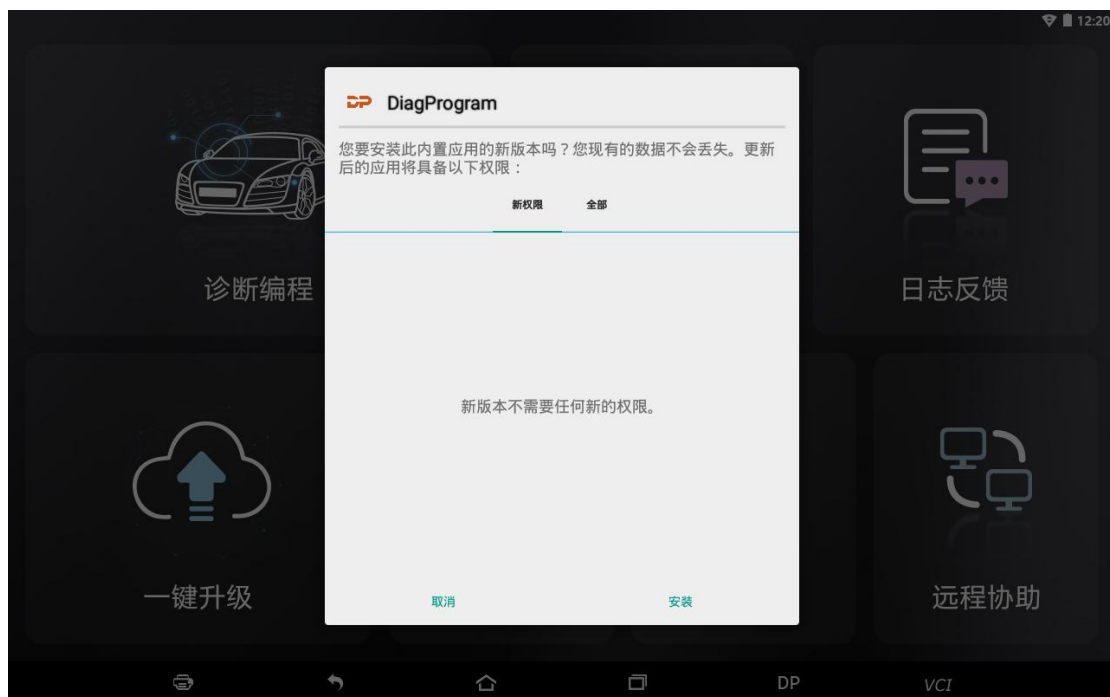 12:20
DP DiagProgram
您要安装此内置应用的新版本吗？您现有的数据不会丢失。更新
后的应用将具备以下权限：
新权限 全部
诊断编程
日志反馈
新版本不需要任何新的权限。
一键升级
远程协助
取消 安装
DP VCI